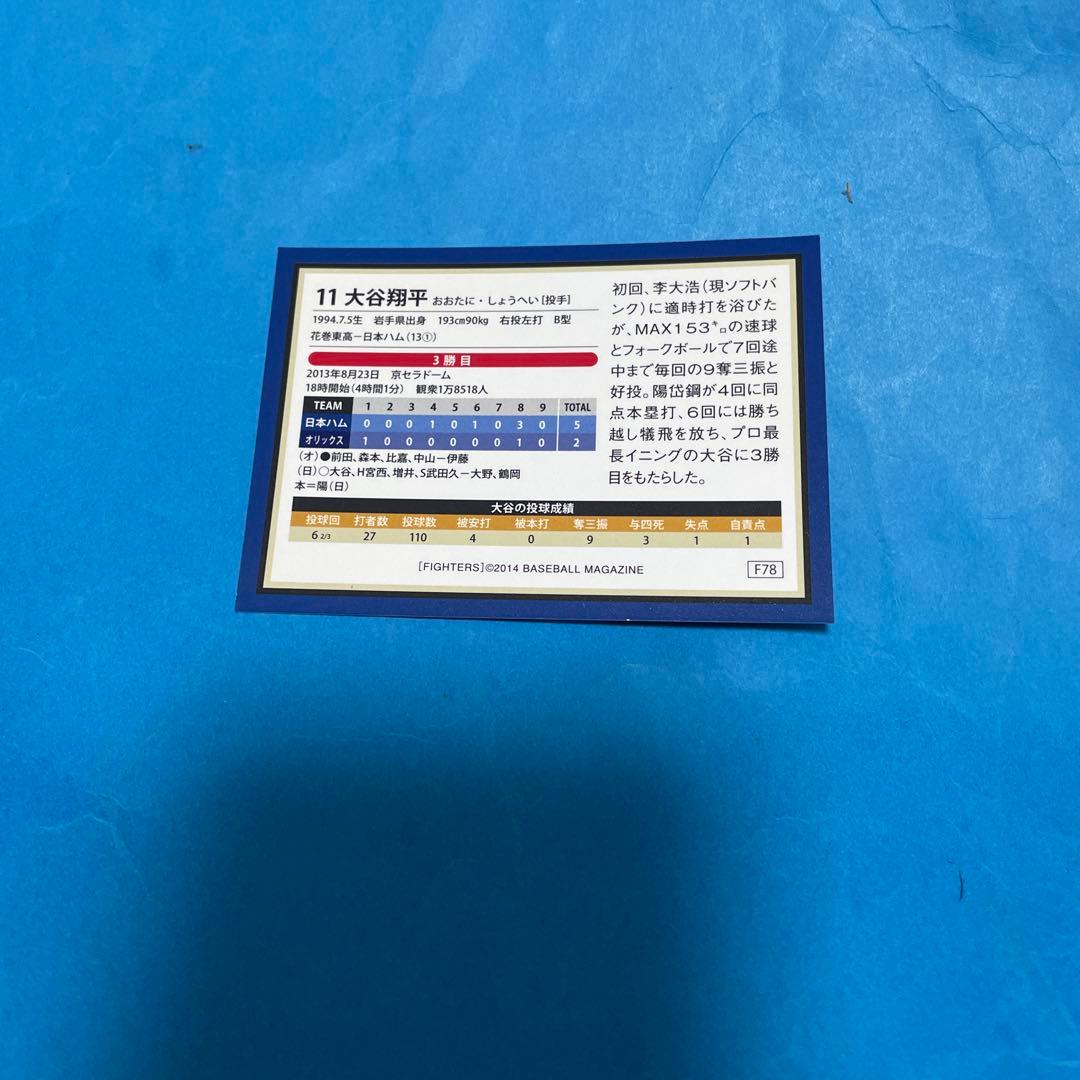 11 大谷翔平 おおたに・しょうへい[投手]
1994.7.5生 岩手県出身 193cm90kg 右投左打 B型
花巻東高ー日本ハム(13①)
3勝目
2013年8月23日 京セラドーム
18時開始(4時間1分) 観衆1万8518人
TEAM 1 2 3 4 5 6 7 8 9 TOTAL
日本ハム 0 0 0 1 0 1 0 3 0 5
オリックス 1 0 0 0 0 0 0 1 0 2
(オ)●前田、森本、比嘉、中山ー伊藤
(日)○大谷、H宮西、増井、S武田久ー大野、鶴岡
本=陽(日)
初回、李大浩(現ソフトバ
ンク)に適時打を浴びた
が、MAX153㌔の速球
とフォークボールで7回途
中まで毎回の9奪三振と
好投。陽岱鋼が4回に同
点本塁打、6回には勝ち
越し犠飛を放ち、プロ最
長イニングの大谷に3勝
目をもたらした。
大谷の投球成績
投球回 打者数 投球数 被安打 被本打 奪三振 与四死 失点 自責点
6 2/3 27 110 4 0 9 3 1 1
[FIGHTERS]©2014 BASEBALL MAGAZINE
F78